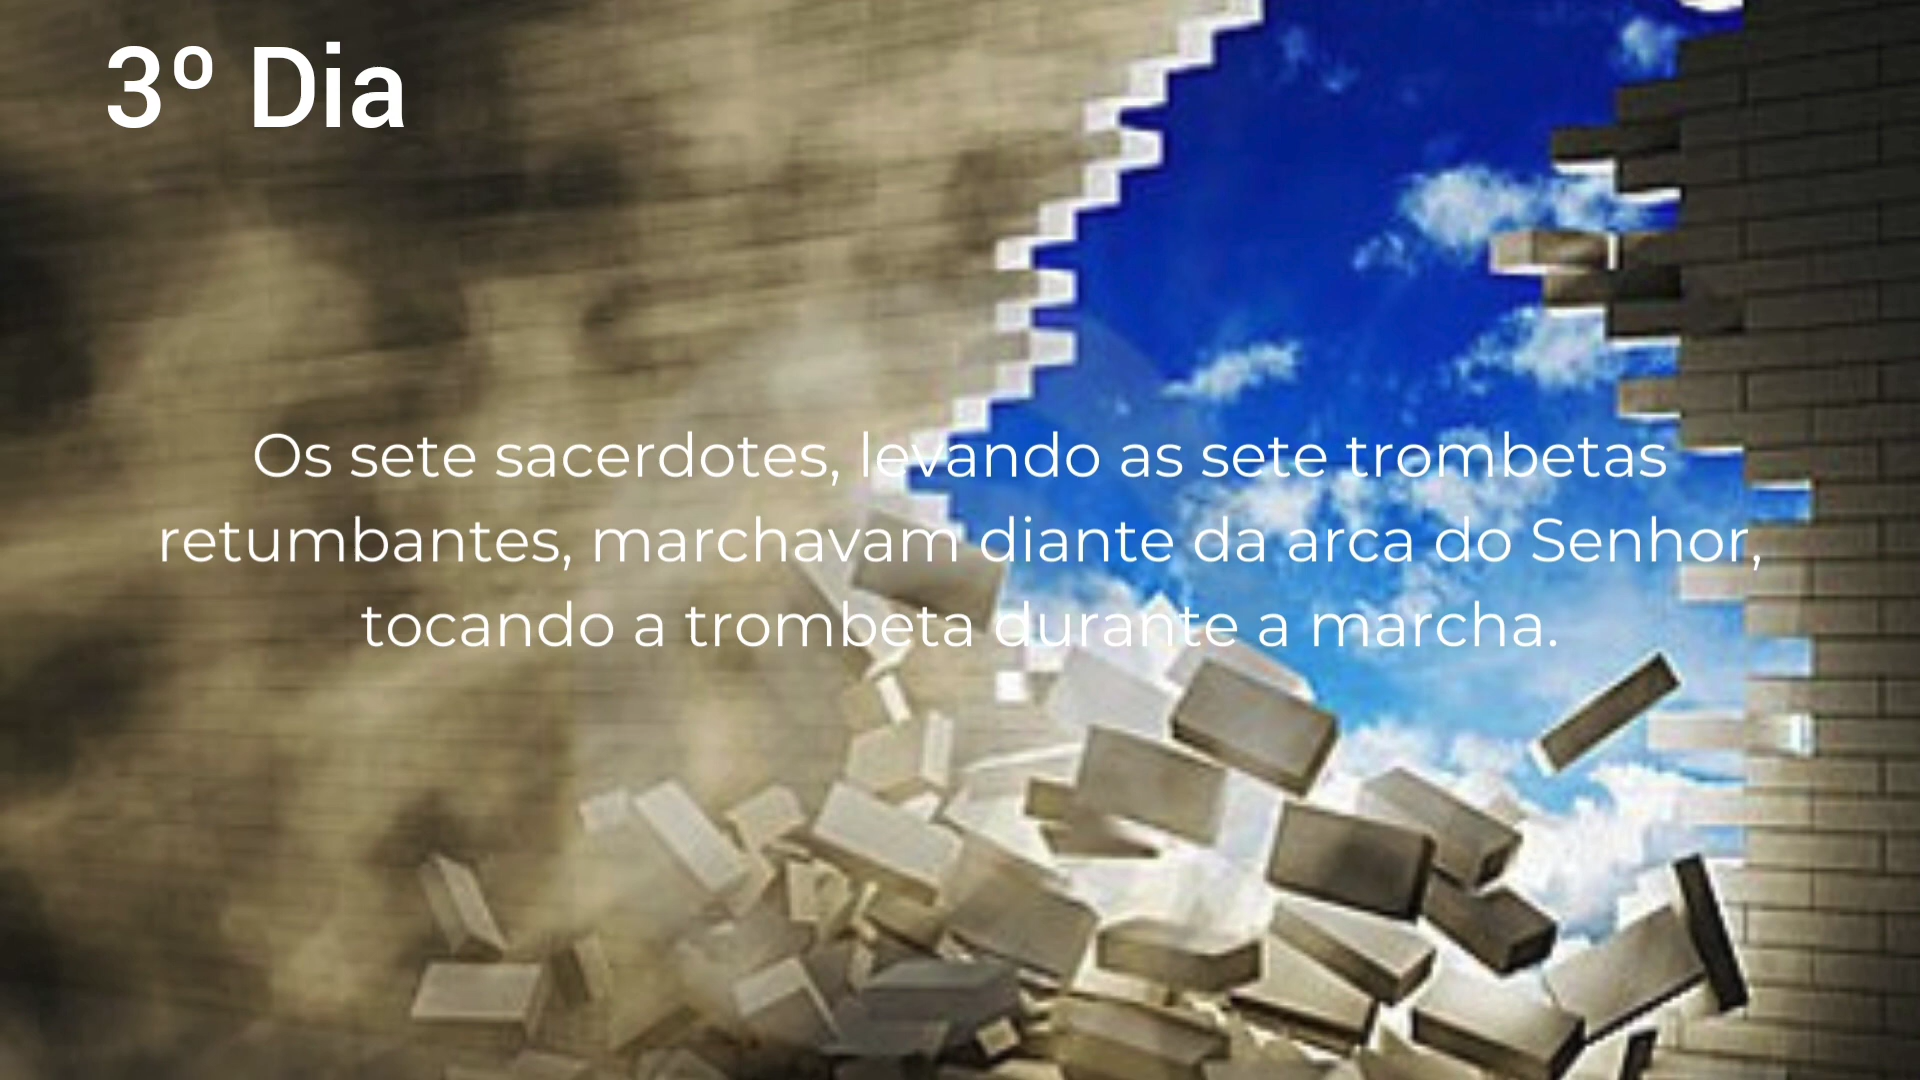 3º Dia
Os sete sacerdotes, levando as sete trombetas
retumbantes, marchavam diante da arca do Senhor,
tocando a trombeta durante a marcha.